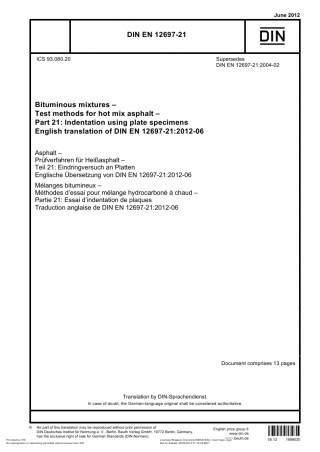 June 2012
DIN EN 12697-21
DIN
ICS 93.080.20
Supersedes
DIN EN 12697-21:2004-02
Bituminous mixtures –
Test methods for hot mix asphalt –
Part 21: Indentation using plate specimens
English translation of DIN EN 12697-21:2012-06
Asphalt –
Prüfverfahren für Heißasphalt –
Teil 21: Eindringversuch an Platten
Englische Übersetzung von DIN EN 12697-21:2012-06
Mélanges bitumineux –
Méthodes d'essai pour mélange hydrocarboné à chaud –
Partie 21: Essai d'indentation de plaques
Traduction anglaise de DIN EN 12697-21:2012-06
Document comprises 13 pages
Translation by DIN-Sprachendienst.
In case of doubt, the German-language original shall be considered authoritative.
No part of this translation may be reproduced without prior permission of
DIN Deutsches Institut für Normung e. V., Berlin. Beuth Verlag GmbH, 10772 Berlin, Germany,
has the exclusive right of sale for German Standards (DIN-Normen).
English price group 8
www.din.de
www.beuth.de